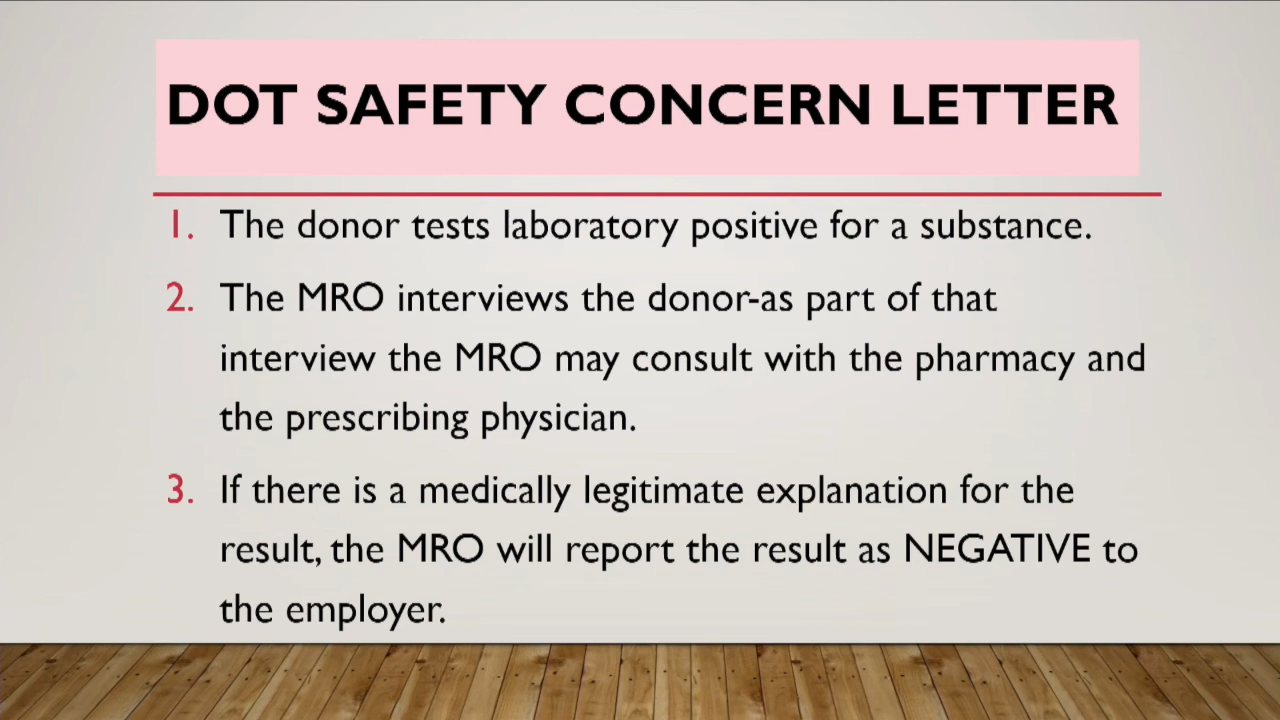 DOT SAFETY CONCERN LETTER
1. The donor tests laboratory positive for a substance.
2. The MRO interviews the donor-as part of that
interview the MRO may consult with the pharmacy and
the prescribing physician.
3. If there is a medically legitimate explanation for the
result, the MRO will report the result as NEGATIVE to
the employer.